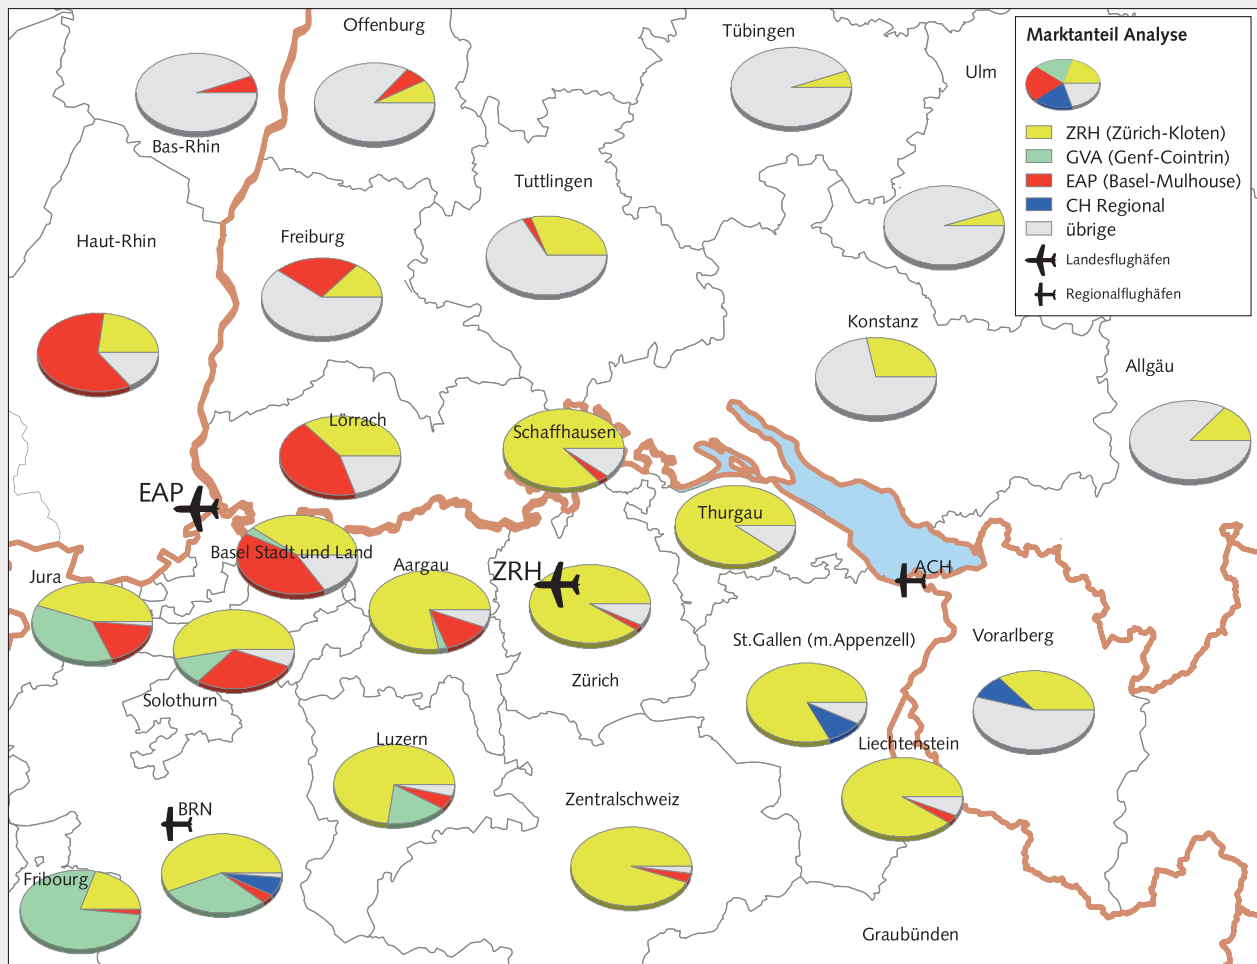 Offenburg
Tübingen
Marktanteil Analyse
Ulm
ZRH (Zürich-Kloten)
GVA (Genf-Cointrin)
EAP (Basel-Mulhouse)
CH Regional
übrige
Landesflughäfen
Regionalflughäfen
Bas-Rhin
Tuttlingen
Haut-Rhin
Freiburg
Konstanz
Allgäu
Lörrach
Schaffhausen
EAP
Thurgau
Basel Stadt und Land
Aargau
ZRH
ACH
Jura
St.Gallen (m.Appenzell)
Vorarlberg
Zürich
Solothurn
Luzern
Liechtenstein
Zentralschweiz
BRN
Fribourg
Graubünden